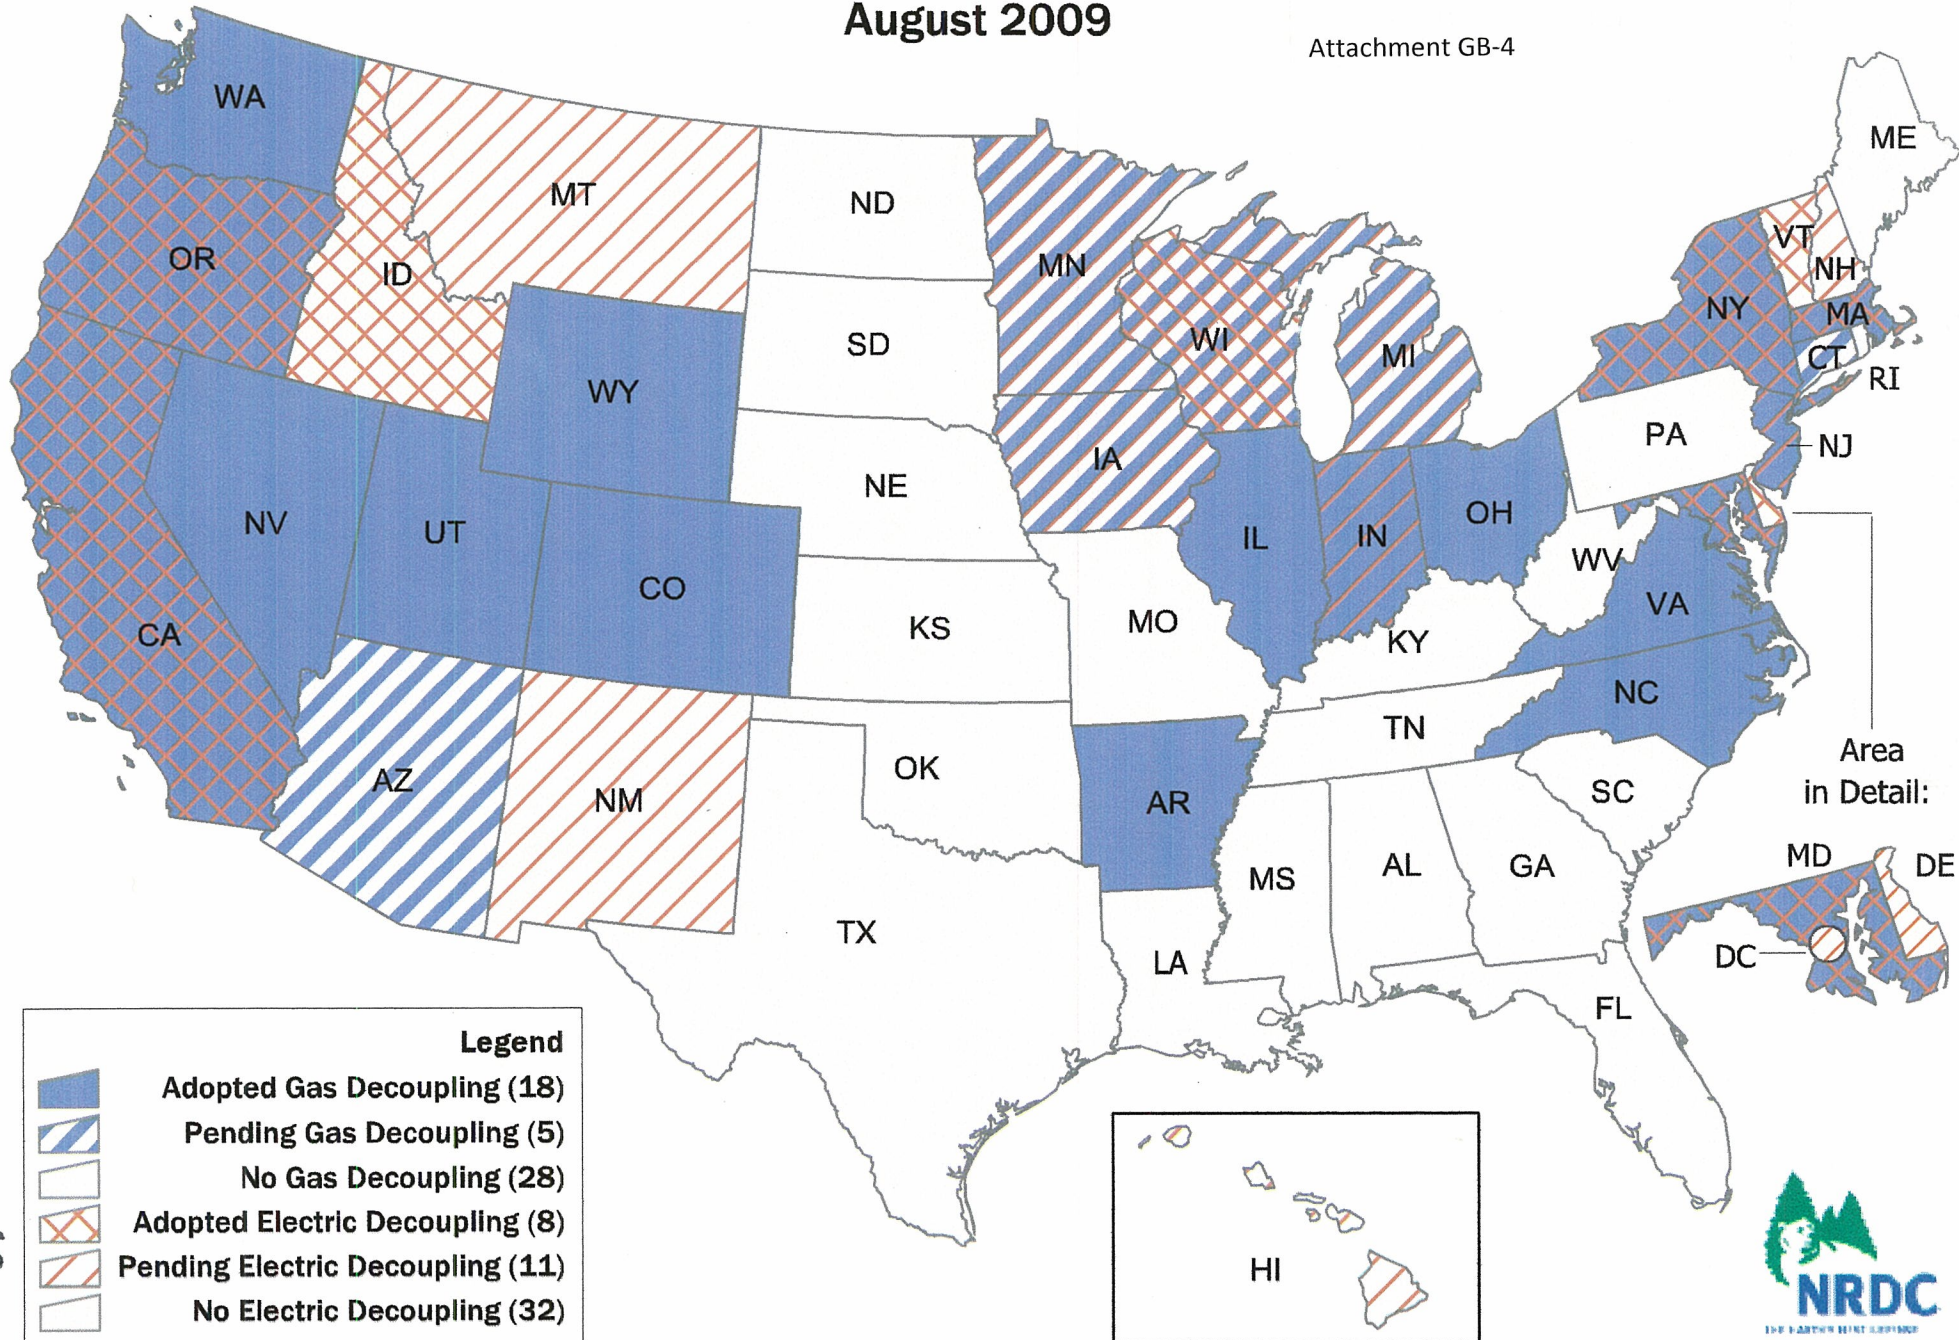 August 2009
Attachment GB-4
WA
OR
ID
MT
ND
SD
MN
WI
MI
ME
VT
NH
NY
MA
CT
RI
WY
NE
IA
PA
NJ
NV
UT
CO
KS
MO
IL
IN
OH
WV
VA
KY
CA
AZ
NM
OK
AR
TN
NC
SC
TX
LA
MS
AL
GA
FL
Area
in Detail:
MD
DE
DC
HI
Legend
Adopted Gas Decoupling (18)
Pending Gas Decoupling (5)
No Gas Decoupling (28)
Adopted Electric Decoupling (8)
Pending Electric Decoupling (11)
No Electric Decoupling (32)
NRDC